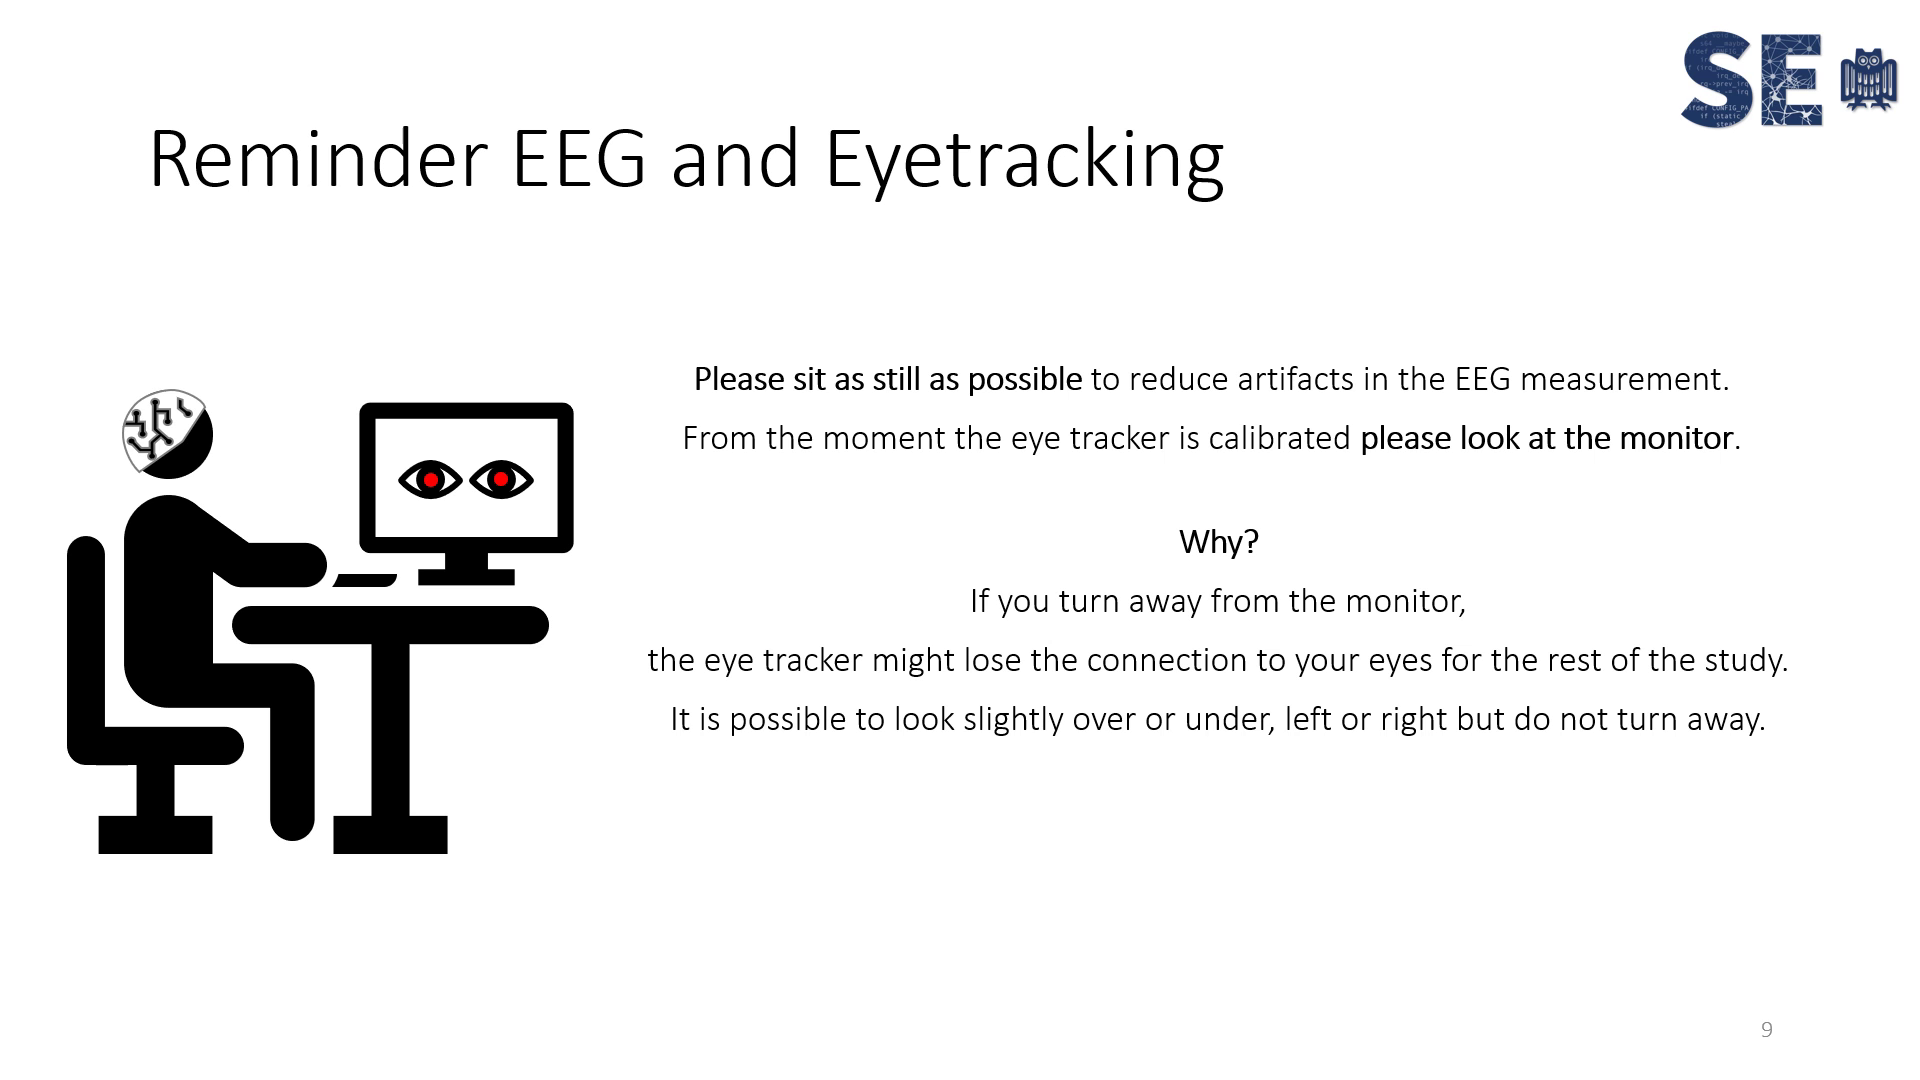 SE
Reminder EEG and Eyetracking
Please sit as still as possible to reduce artifacts in the EEG measurement.
From the moment the eye tracker is calibrated please look at the monitor.
Why?
If you turn away from the monitor,
the eye tracker might lose the connection to your eyes for the rest of the study.
It is possible to look slightly over or under, left or right but do not turn away.
9